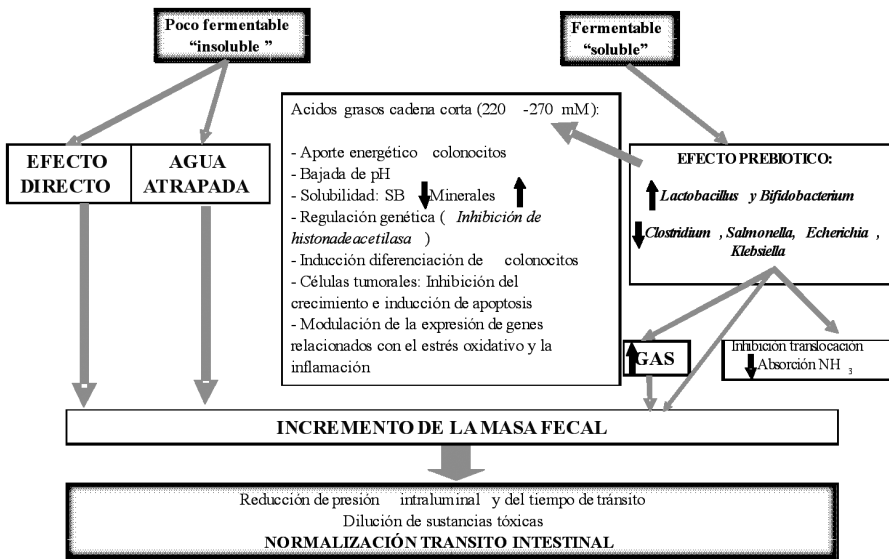 Poco fermentable
“insoluble ”
Fermentable
“soluble”
EFECTO
DIRECTO
AGUA
ATRAPADA
Acidos grasos cadena corta (220 -270 mM):
- Aporte energético colonocitos
- Bajada de pH
- Solubilidad: SB Minerales
- Regulación genética ( Inhibición de
histonadeacetilasa )
- Inducción diferenciación de colonocitos
- Células tumorales: Inhibición del
crecimiento e inducción de apoptosis
- Modulación de la expresión de genes
relacionados con el estrés oxidativo y la
inflamación
EFECTO PREBIOTICO:
Lactobacillus y Bifidobacterium
Clostridium , Salmonella, Echerichia ,
Klebsiella
GAS
Inhibición translocación
Absorción NH 3
INCREMENTO DE LA MASA FECAL
Reducción de presión intraluminal y del tiempo de tránsito
Dilución de sustancias tóxicas
NORMALIZACIÓN TRANSITO INTESTINAL